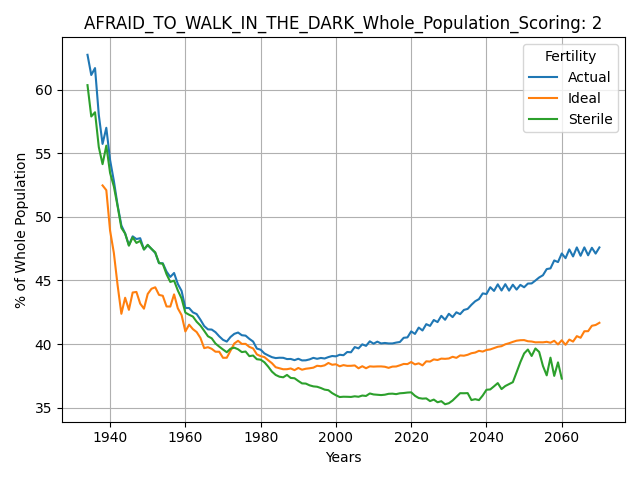 AFRAID_TO_WALK_IN_THE_DARK_Whole_Population_Scoring: 2
Fertility
Actual
Ideal
Sterile
% of Whole Population
60
55
50
45
40
35
1940 1960 1980 2000 2020 2040 2060
Years